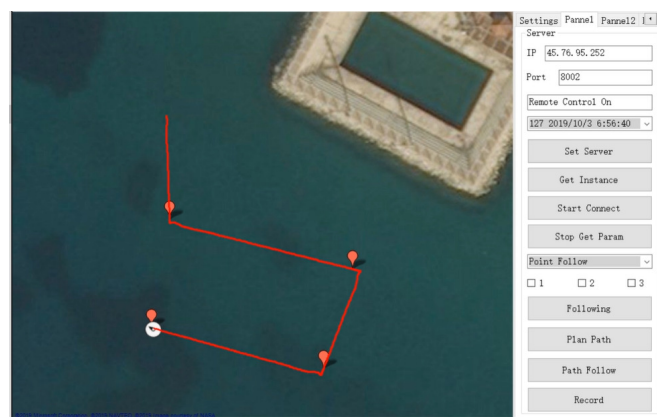 Settings Pannel Pannel2
Server
IP 45.76.95.252
Port 8002
Remote Control On
127 2019/10/3 6:56:40
Set Server
Get Instance
Start Connect
Stop Get Param
Point Follow
1 2 3
Following
Plan Path
Path Follow
Record